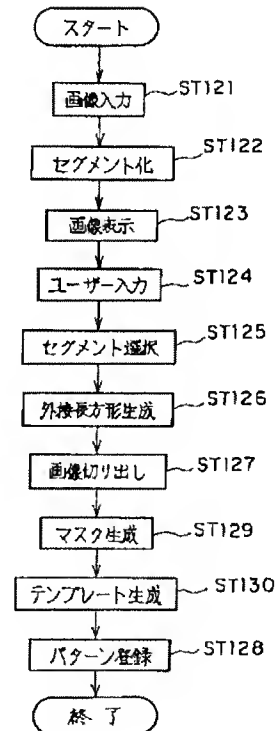 スタート
画像入力 ST121
セグメント化 ST122
画像表示 ST123
ユーザー入力 ST124
セグメント選択 ST125
外接長方形生成 ST126
画像切り出し ST127
マスク生成 ST129
テンプレート生成 ST130
パターン登録 ST128
終了